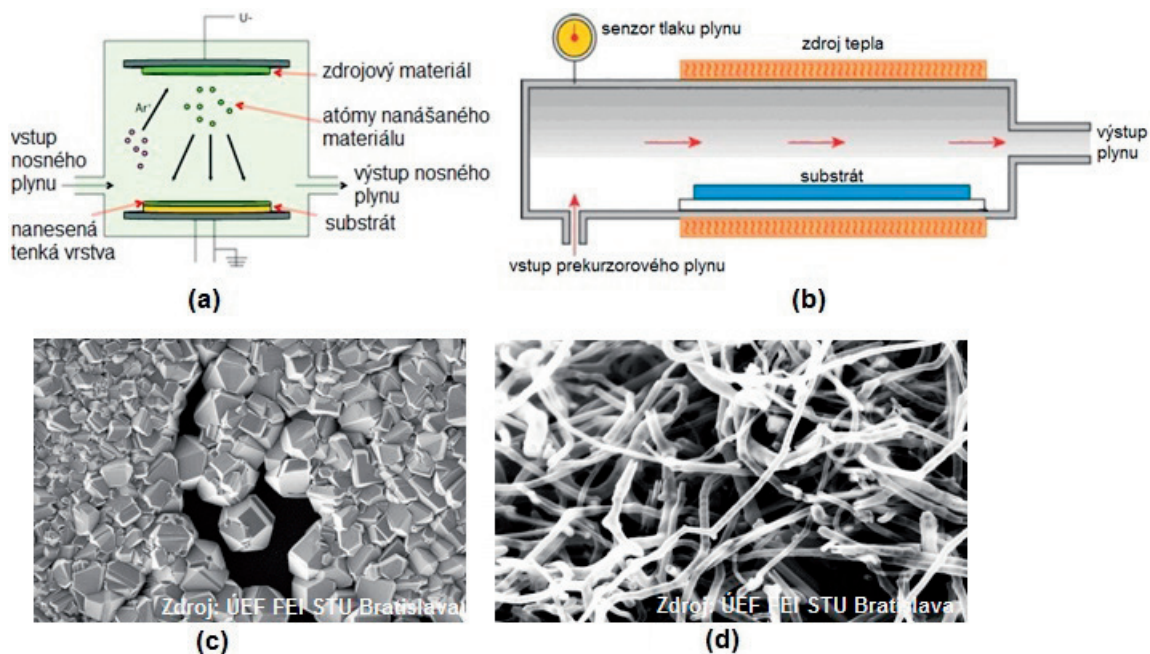 U-
zdrojový materiál
Ar⁺
atómy nanášaného
materiálu
vstup
nosného
plynu
výstup nosného
plynu
nanesená
tenká vrstva
substrát
(a)
senzor tlaku plynu
zdroj tepla
výstup
plynu
substrát
vstup prekurzorového plynu
(b)
Zdroj: ÚEF FEI STU Bratislava
(c)
Zdroj: ÚEF FEI STU Bratislava
(d)